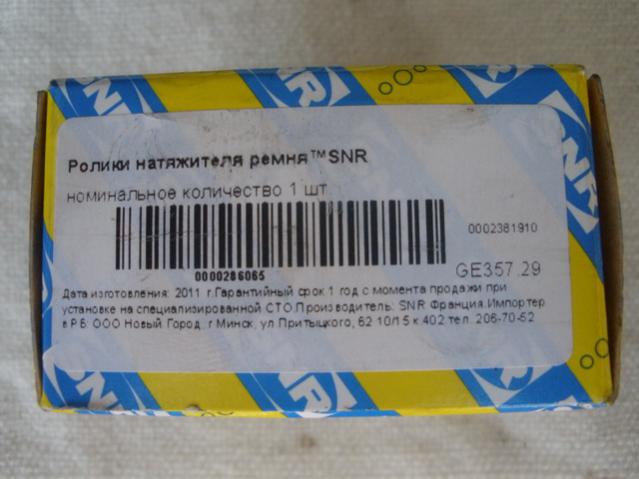 Ролики натяжителя ремня™SNR
номинальное количество 1 шт
0002381910
0000286065
GE357.29
Дата изготовления: 2011 г.Гарантийный срок 1 год с момента продажи при
установке на специализированной СТО.Производитель: SNR Франция.Импортер
в РБ: ООО Новый Город. г Минск, ул Притыцкого, 62 10/15 к 402 тел. 206-70-52
SNR